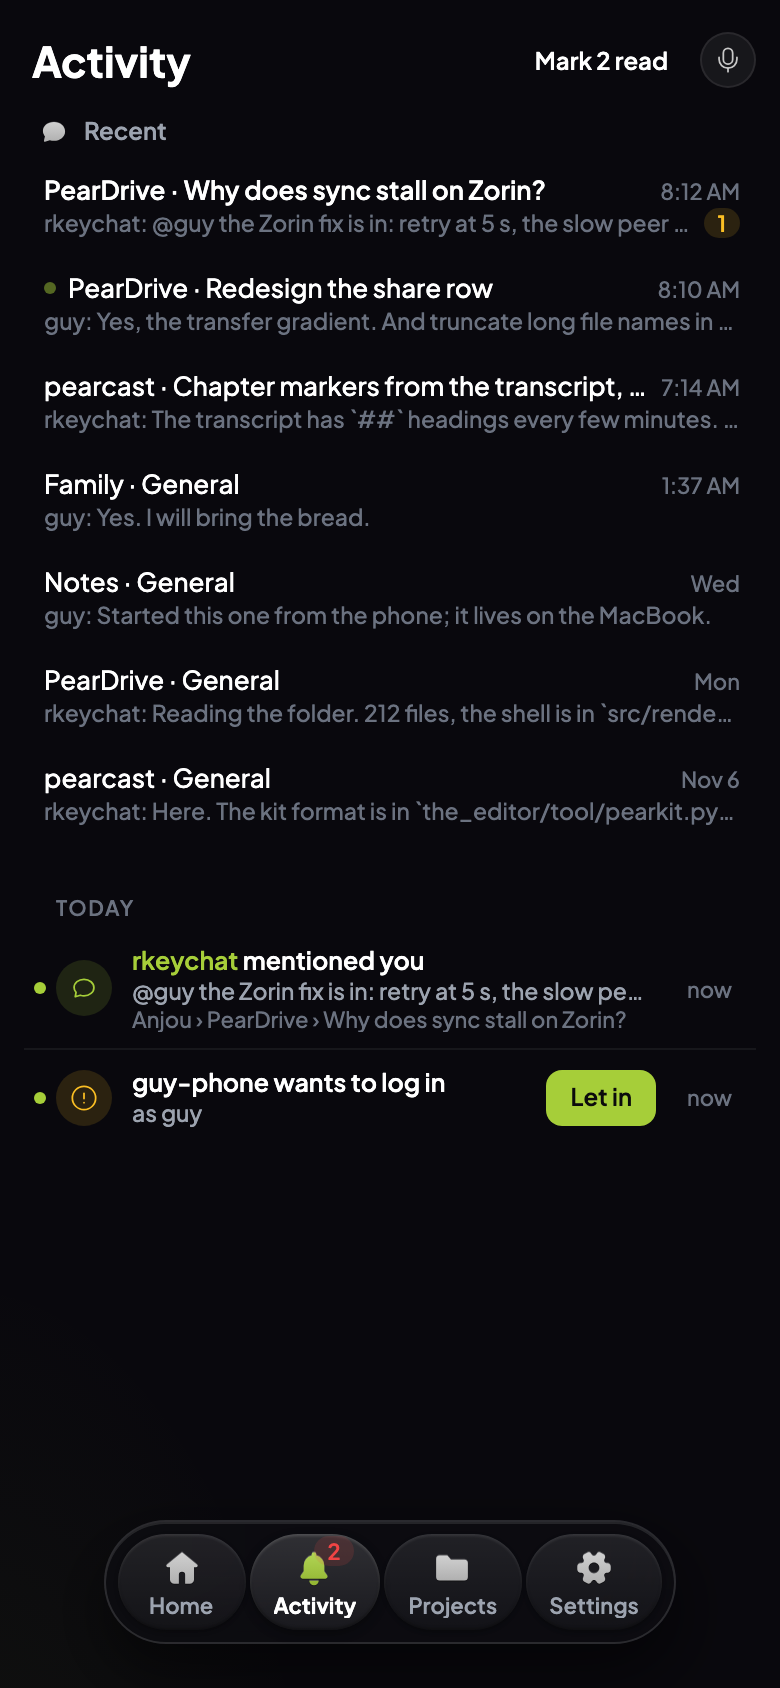 Activity
Mark 2 read
Recent
PearDrive · Why does sync stall on Zorin?
8:12 AM
rkeychat: @guy the Zorin fix is in: retry at 5 s, the slow peer …
1
PearDrive · Redesign the share row
8:10 AM
guy: Yes, the transfer gradient. And truncate long file names in …
pearcast · Chapter markers from the transcript, …
7:14 AM
rkeychat: The transcript has `##` headings every few minutes. …
Family · General
1:37 AM
guy: Yes. I will bring the bread.
Notes · General
Wed
guy: Started this one from the phone; it lives on the MacBook.
PearDrive · General
Mon
rkeychat: Reading the folder. 212 files, the shell is in `src/rende…
pearcast · General
Nov 6
rkeychat: Here. The kit format is in `the_editor/tool/pearkit.py…
TODAY
rkeychat mentioned you
@guy the Zorin fix is in: retry at 5 s, the slow pe…
now
Anjou › PearDrive › Why does sync stall on Zorin?
guy-phone wants to log in
as guy
Let in
now
2
Home
Activity
Projects
Settings